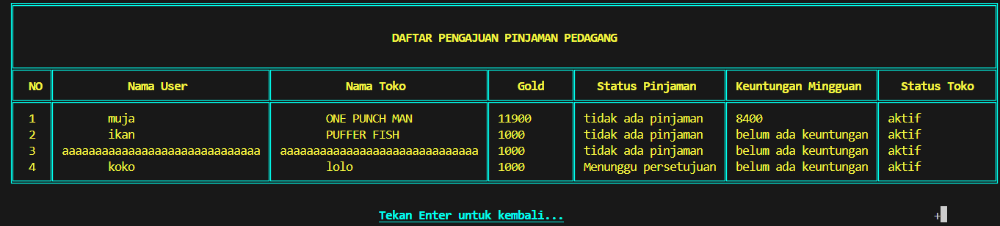 DAFTAR PENGAJUAN PINJAMAN PEDAGANG
NO Nama User Nama Toko Gold Status Pinjaman Keuntungan Mingguan Status Toko
1 muja ONE PUNCH MAN 11900 tidak ada pinjaman 8400 aktif
2 ikan PUFFER FISH 1000 tidak ada pinjaman belum ada keuntungan aktif
3 aaaaaaaaaaaaaaaaaaaaaaaaaaaaaa aaaaaaaaaaaaaaaaaaaaaaaaaaaaaa 1000 tidak ada pinjaman belum ada keuntungan aktif
4 koko lolo 1000 Menunggu persetujuan belum ada keuntungan aktif
Tekan Enter untuk kembali... +